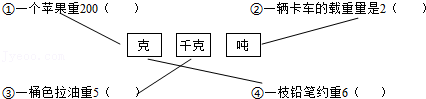 ①一个苹果重200（　　） ②一辆卡车的载重量是2（　　）
克 千克 吨
③一桶色拉油重5（　　） ④一枝铅笔约重6（　　）